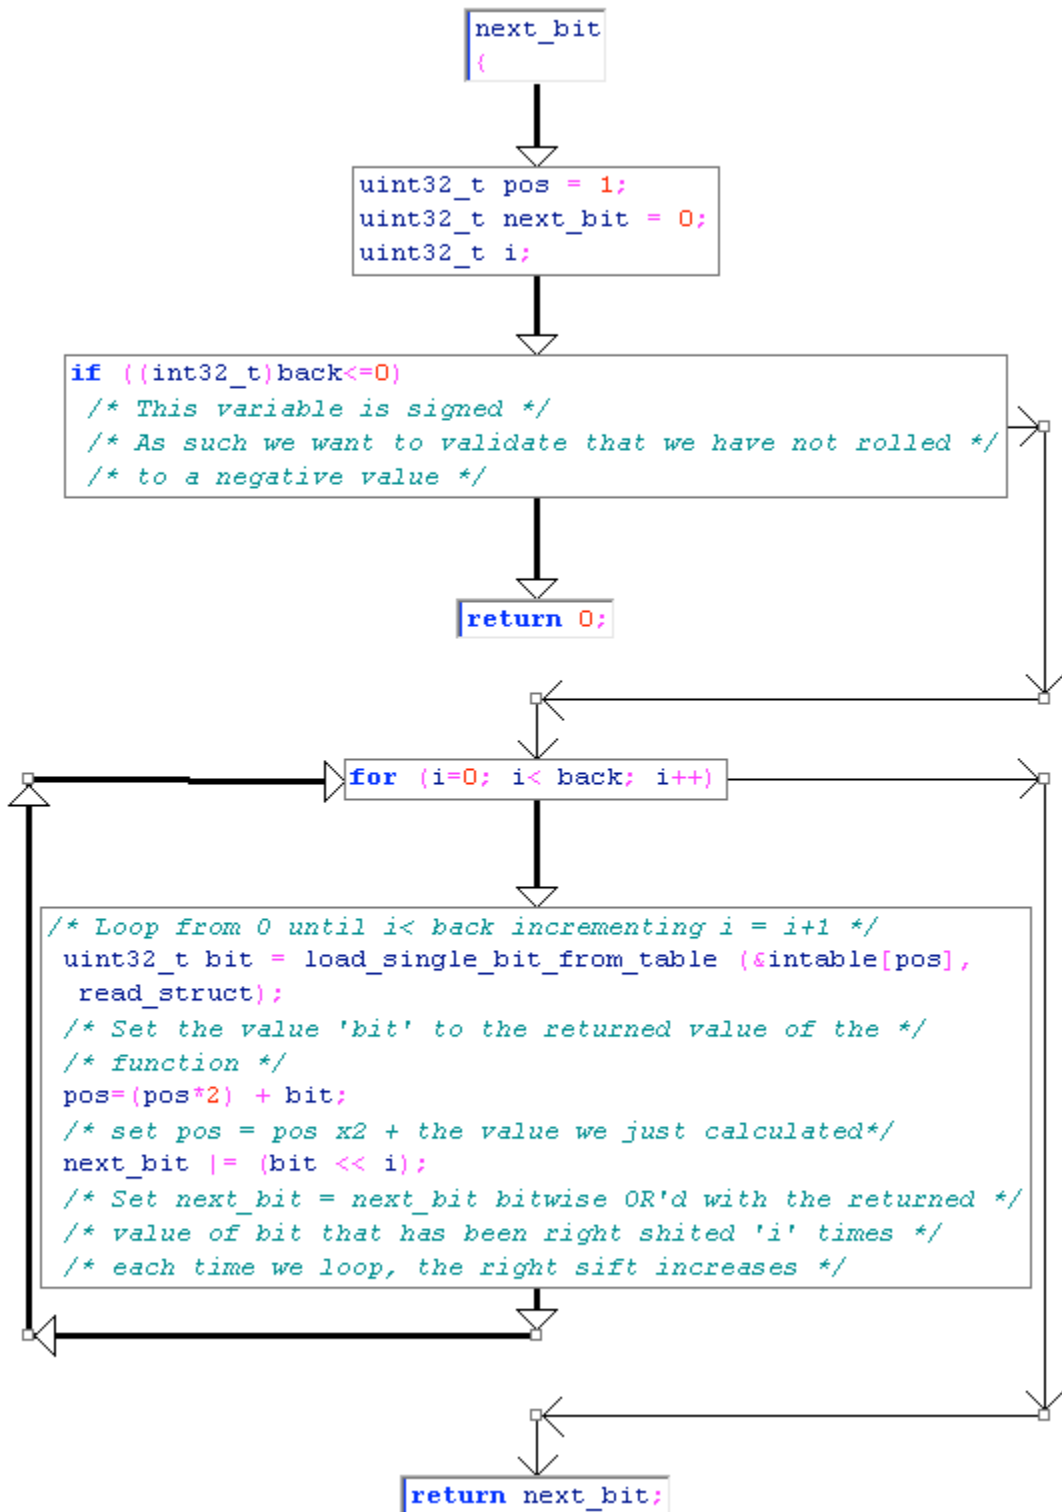 next_bit
{
uint32_t pos = 1;
uint32_t next_bit = 0;
uint32_t i;
if ((int32_t)back<=0)
/* This variable is signed */
/* As such we want to validate that we have not rolled */
/* to a negative value */
return 0;
for (i=0; i< back; i++)
/* Loop from 0 until i< back incrementing i = i+1 */
uint32_t bit = load_single_bit_from_table (&intable[pos],
read_struct);
/* Set the value 'bit' to the returned value of the */
/* function */
pos=(pos*2) + bit;
/* set pos = pos x2 + the value we just calculated*/
next_bit |= (bit << i);
/* Set next_bit = next_bit bitwise OR'd with the returned */
/* value of bit that has been right shited 'i' times */
/* each time we loop, the right sift increases */
return next_bit;